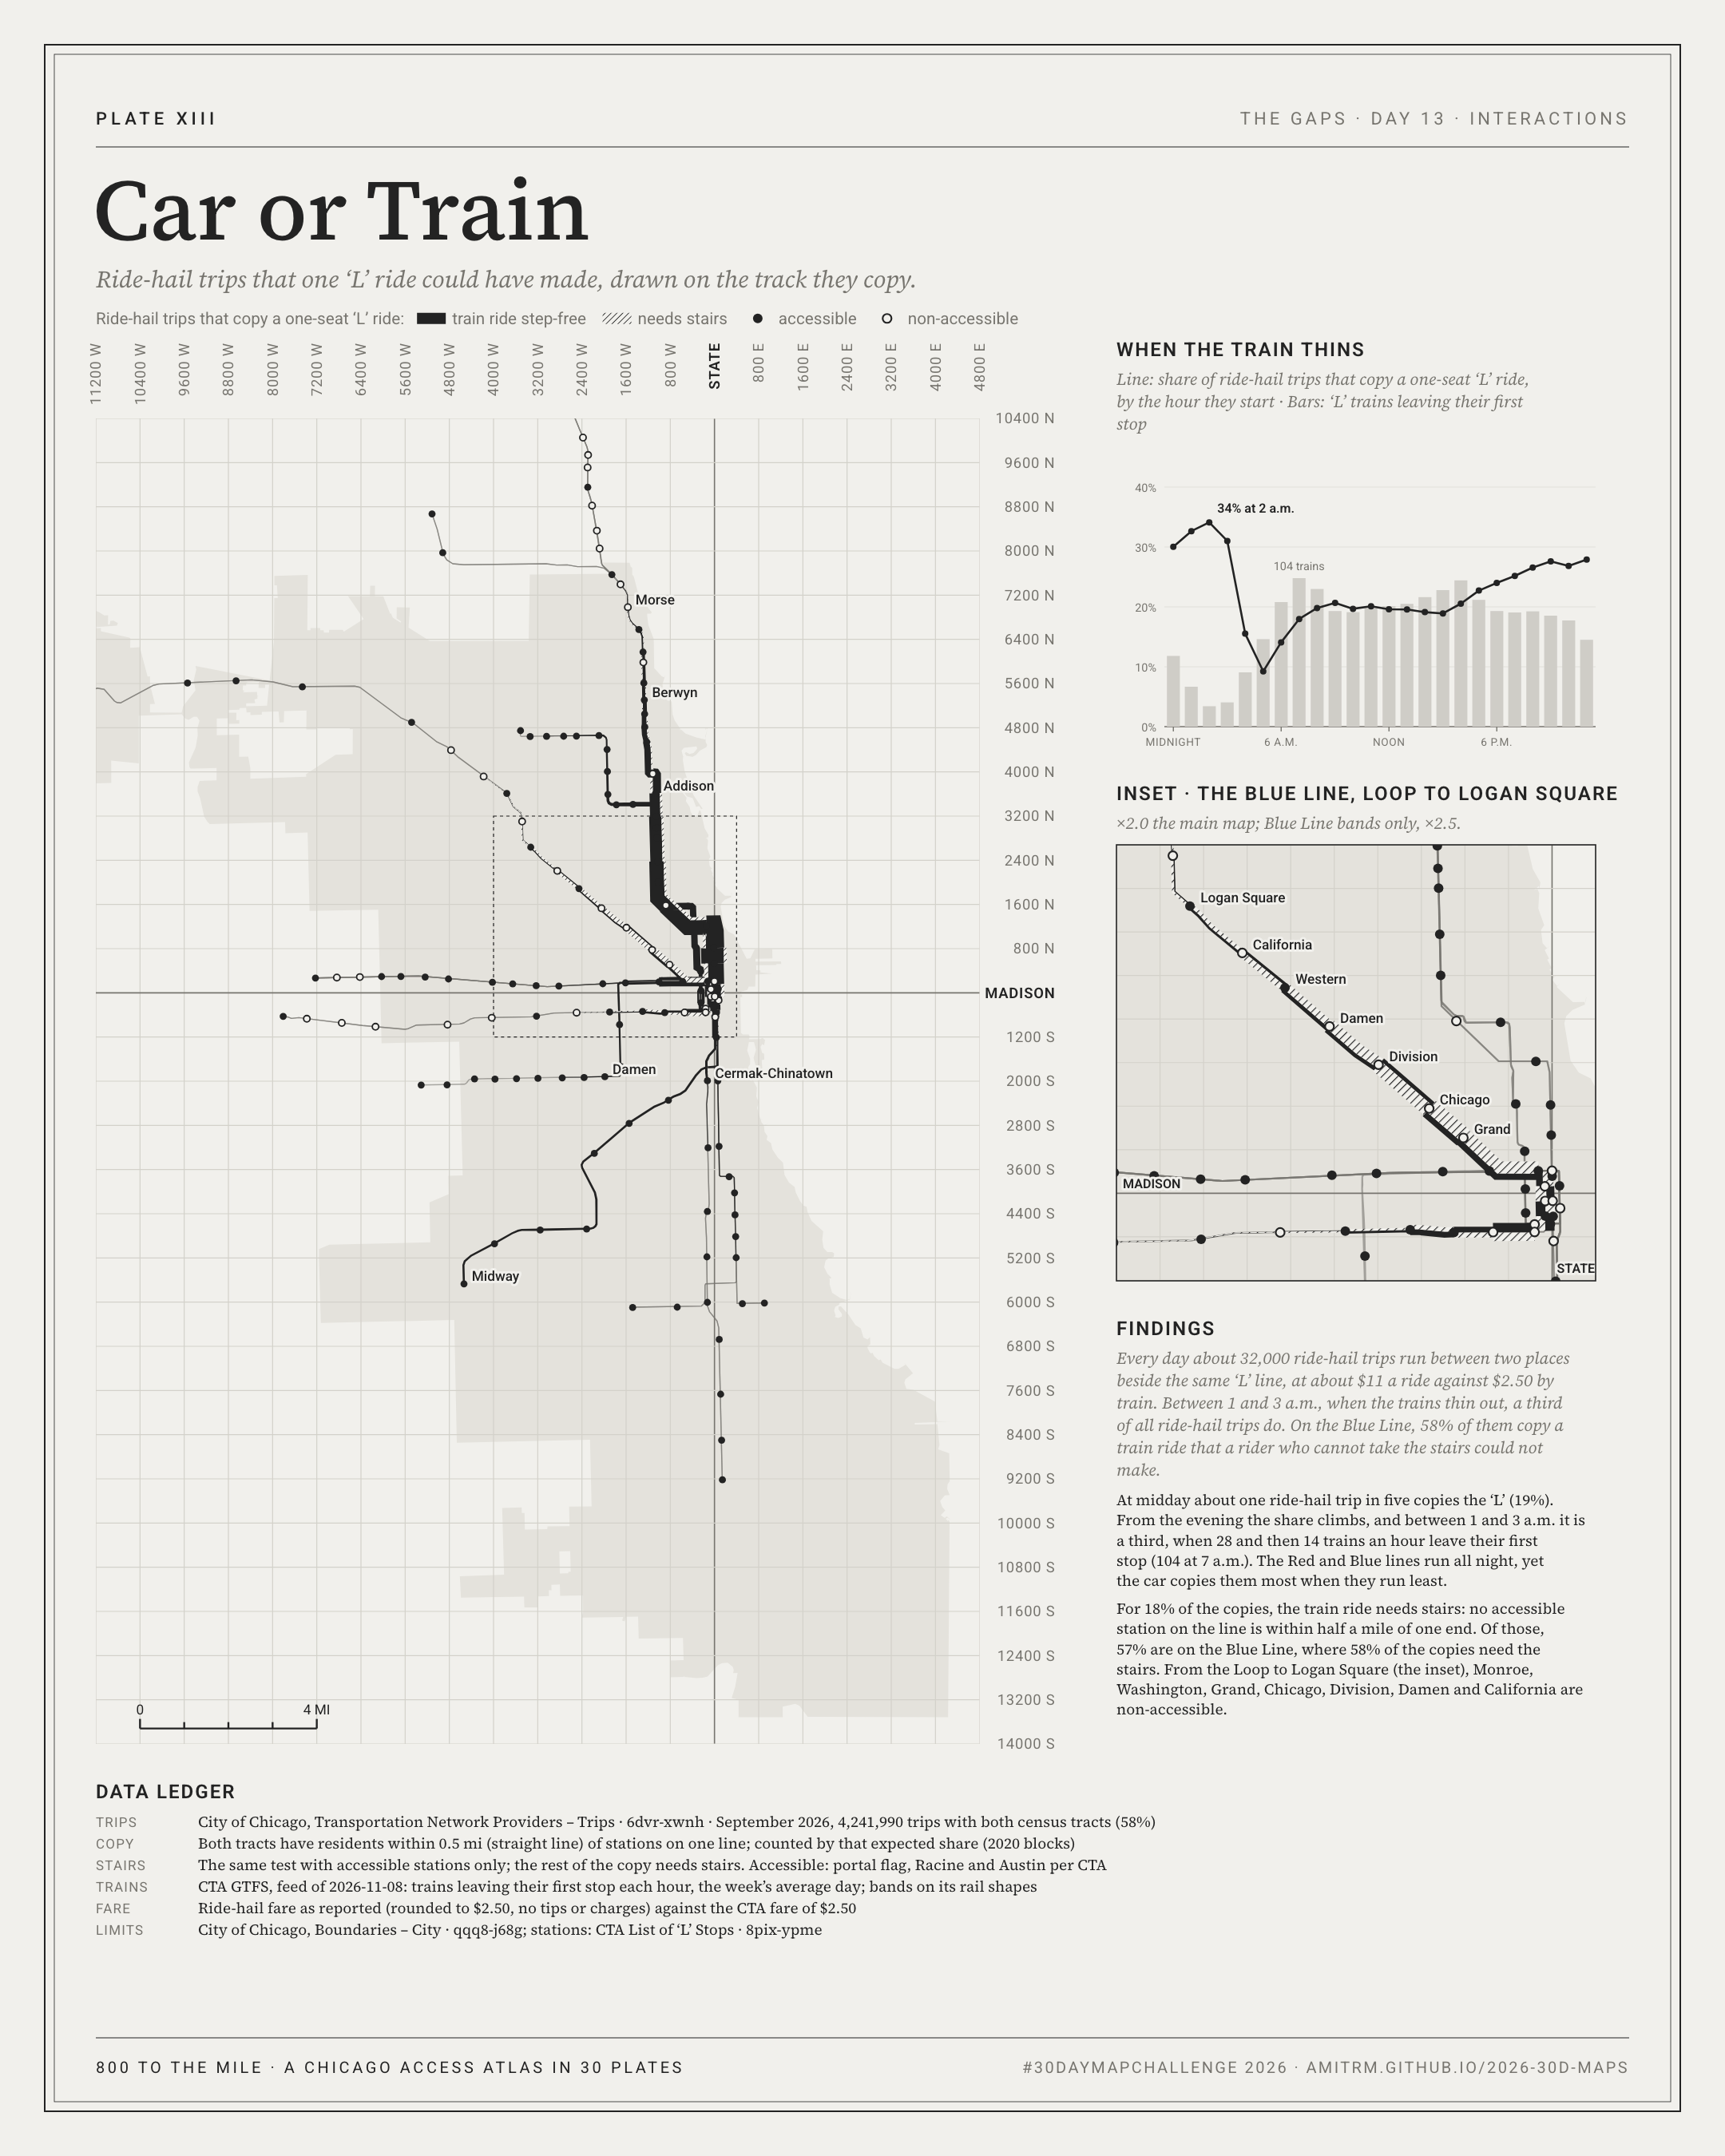 PLATE XIII
THE GAPS · DAY 13 · INTERACTIONS
Car or Train
Ride-hail trips that one ‘L’ ride could have made, drawn on the track they copy.
Ride-hail trips that copy a one-seat ‘L’ ride: train ride step-free needs stairs accessible non-accessible
11200 W
10400 W
9600 W
8800 W
8000 W
7200 W
6400 W
5600 W
4800 W
4000 W
3200 W
2400 W
1600 W
800 W
STATE
800 E
1600 E
2400 E
3200 E
4000 E
4800 E
10400 N
9600 N
8800 N
8000 N
7200 N
6400 N
5600 N
4800 N
4000 N
3200 N
2400 N
1600 N
800 N
MADISON
1200 S
2000 S
2800 S
3600 S
4400 S
5200 S
6000 S
6800 S
7600 S
8400 S
9200 S
10000 S
10800 S
11600 S
12400 S
13200 S
14000 S
Morse
Berwyn
Addison
Damen
Cermak-Chinatown
Midway
0
4 MI
WHEN THE TRAIN THINS
Line: share of ride-hail trips that copy a one-seat ‘L’ ride,
by the hour they start · Bars: ‘L’ trains leaving their first
stop
40%
30%
20%
10%
0%
34% at 2 a.m.
104 trains
MIDNIGHT
6 A.M.
NOON
6 P.M.
INSET · THE BLUE LINE, LOOP TO LOGAN SQUARE
×2.0 the main map; Blue Line bands only, ×2.5.
Logan Square
California
Western
Damen
Division
Chicago
Grand
MADISON
STATE
FINDINGS
Every day about 32,000 ride-hail trips run between two places
beside the same ‘L’ line, at about $11 a ride against $2.50 by
train. Between 1 and 3 a.m., when the trains thin out, a third
of all ride-hail trips do. On the Blue Line, 58% of them copy a
train ride that a rider who cannot take the stairs could not
make.
At midday about one ride-hail trip in five copies the ‘L’ (19%).
From the evening the share climbs, and between 1 and 3 a.m. it is
a third, when 28 and then 14 trains an hour leave their first
stop (104 at 7 a.m.). The Red and Blue lines run all night, yet
the car copies them most when they run least.
For 18% of the copies, the train ride needs stairs: no accessible
station on the line is within half a mile of one end. Of those,
57% are on the Blue Line, where 58% of the copies need the
stairs. From the Loop to Logan Square (the inset), Monroe,
Washington, Grand, Chicago, Division, Damen and California are
non-accessible.
DATA LEDGER
TRIPS City of Chicago, Transportation Network Providers – Trips · 6dvr-xwnh · September 2026, 4,241,990 trips with both census tracts (58%)
COPY Both tracts have residents within 0.5 mi (straight line) of stations on one line; counted by that expected share (2020 blocks)
STAIRS The same test with accessible stations only; the rest of the copy needs stairs. Accessible: portal flag, Racine and Austin per CTA
TRAINS CTA GTFS, feed of 2026-11-08: trains leaving their first stop each hour, the week’s average day; bands on its rail shapes
FARE Ride-hail fare as reported (rounded to $2.50, no tips or charges) against the CTA fare of $2.50
LIMITS City of Chicago, Boundaries – City · qqq8-j68g; stations: CTA List of ‘L’ Stops · 8pix-ypme
800 TO THE MILE · A CHICAGO ACCESS ATLAS IN 30 PLATES
#30DAYMAPCHALLENGE 2026 · AMITRM.GITHUB.IO/2026-30D-MAPS